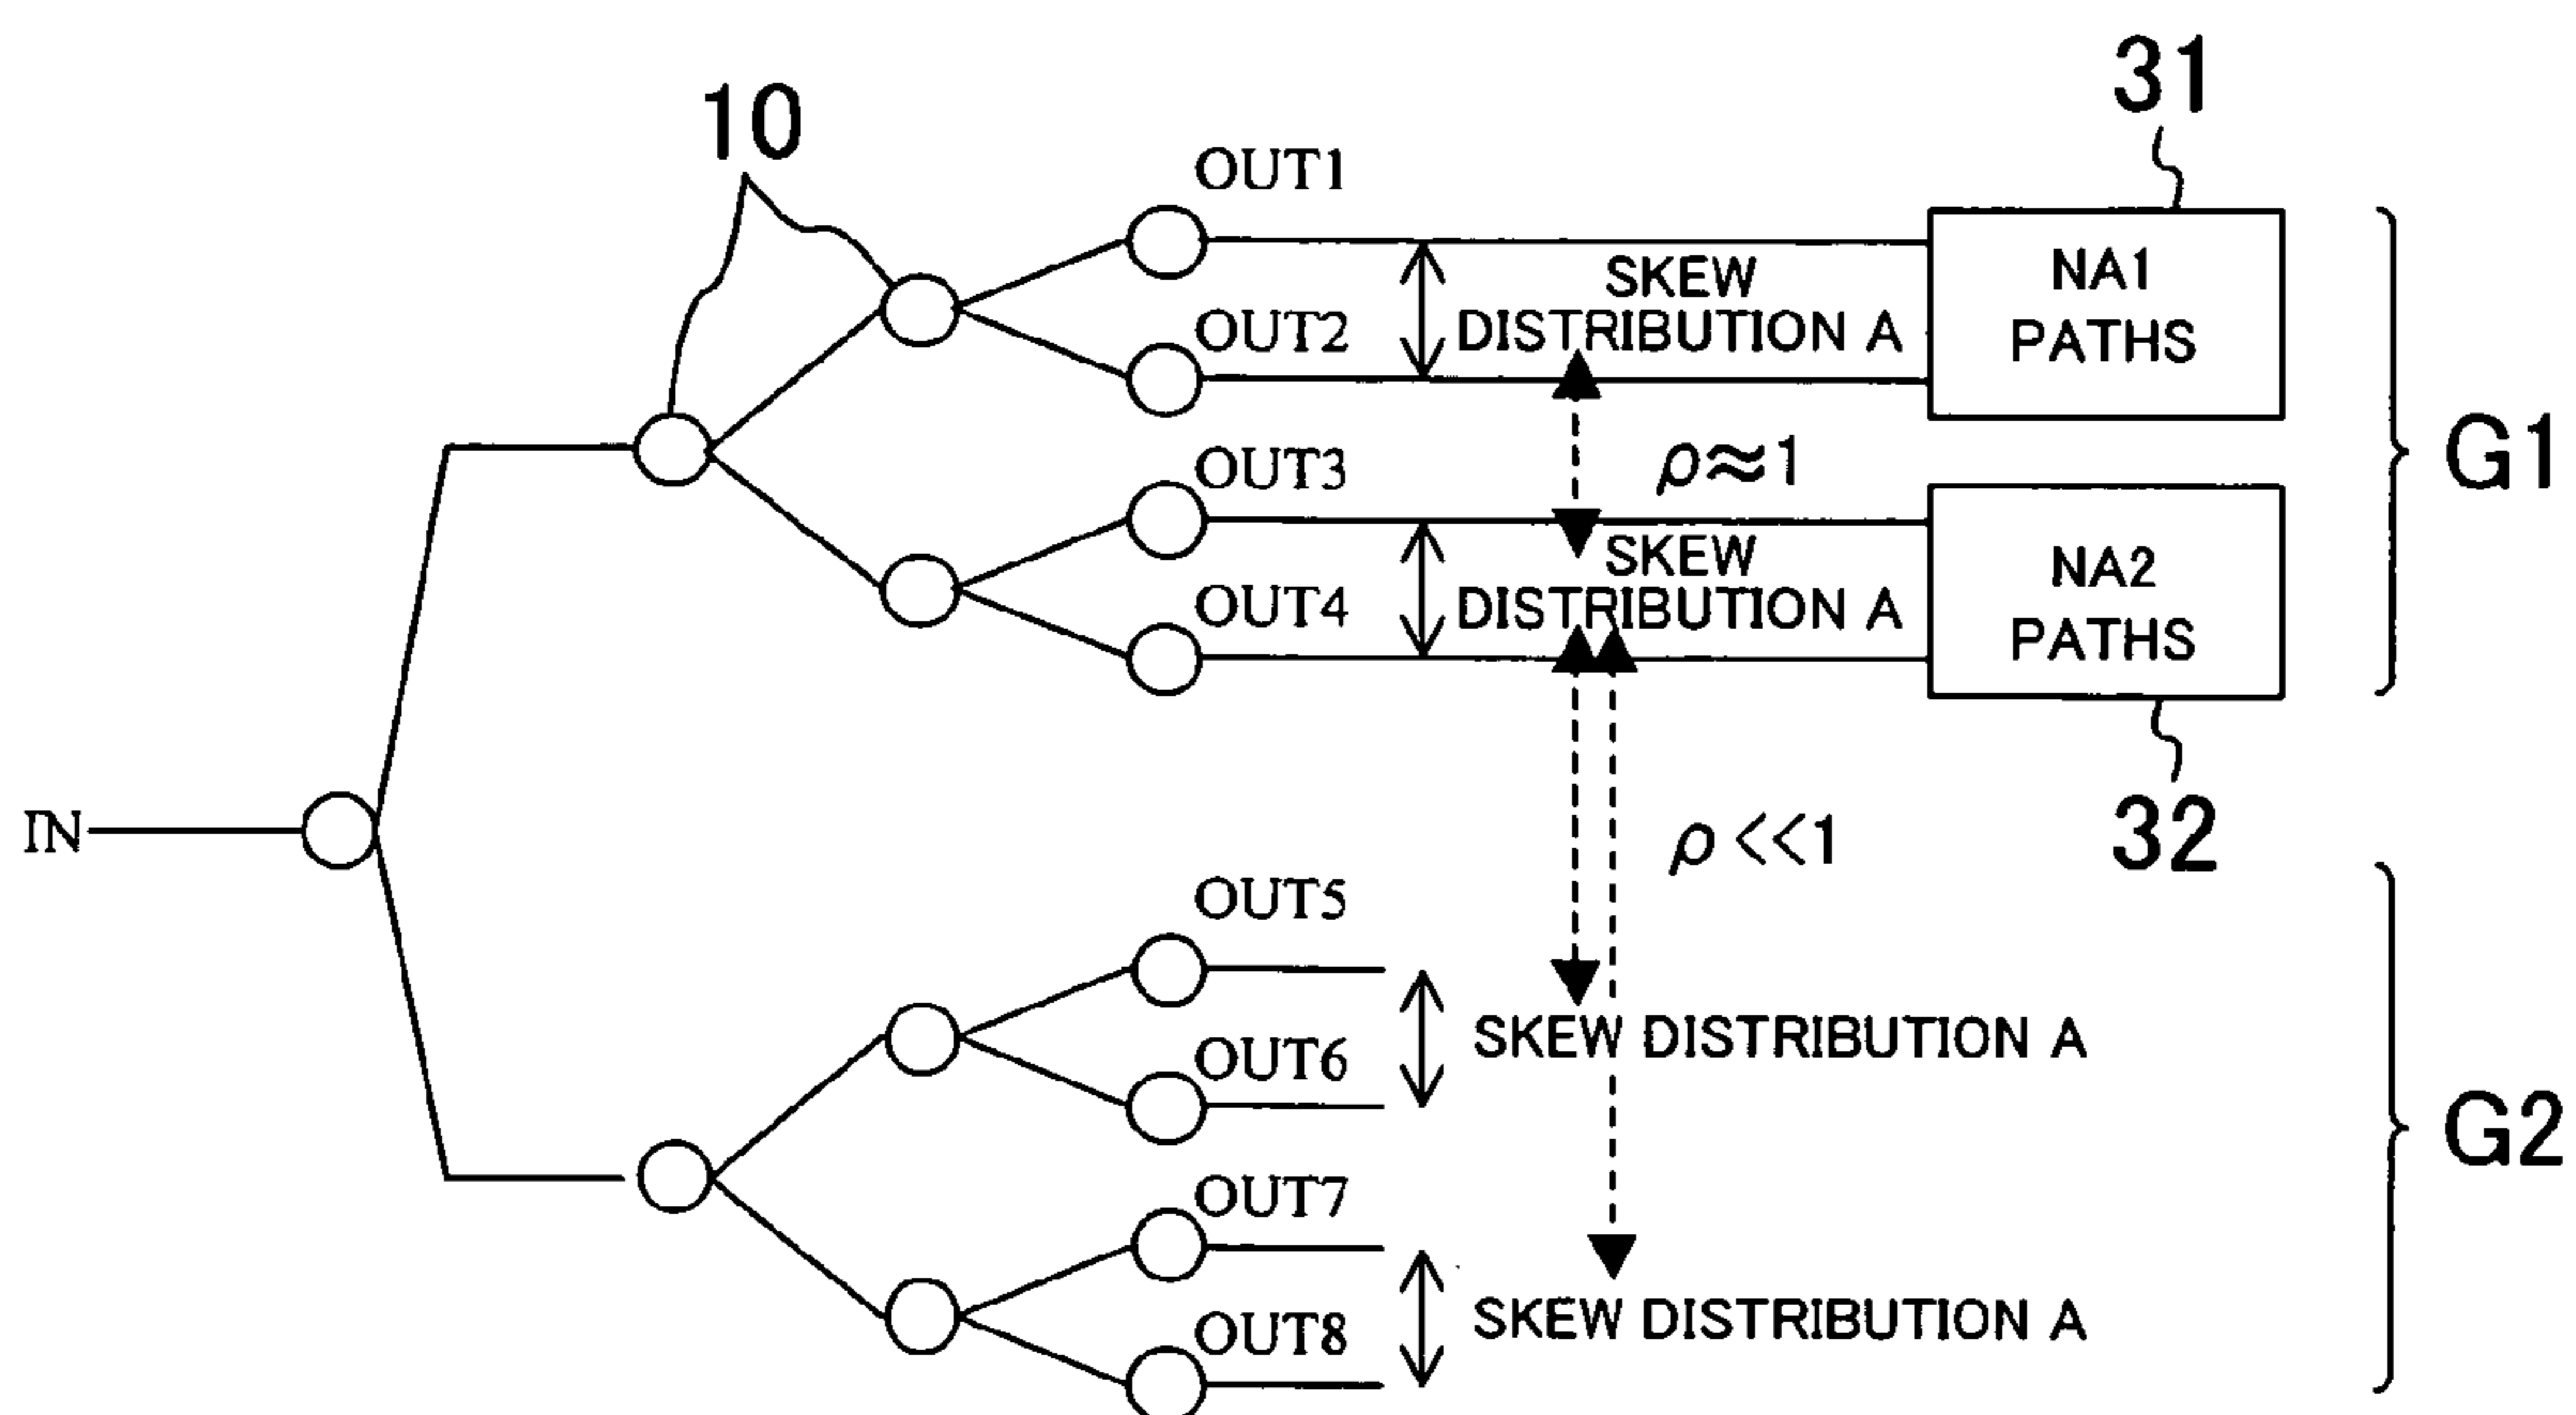 31
10
OUT1
SKEW
DISTRIBUTION A
NA1
PATHS
OUT2
ρ≈1
G1
OUT3
SKEW
DISTRIBUTION A
NA2
PATHS
OUT4
32
IN
ρ<<1
OUT5
SKEW DISTRIBUTION A
OUT6
G2
OUT7
SKEW DISTRIBUTION A
OUT8